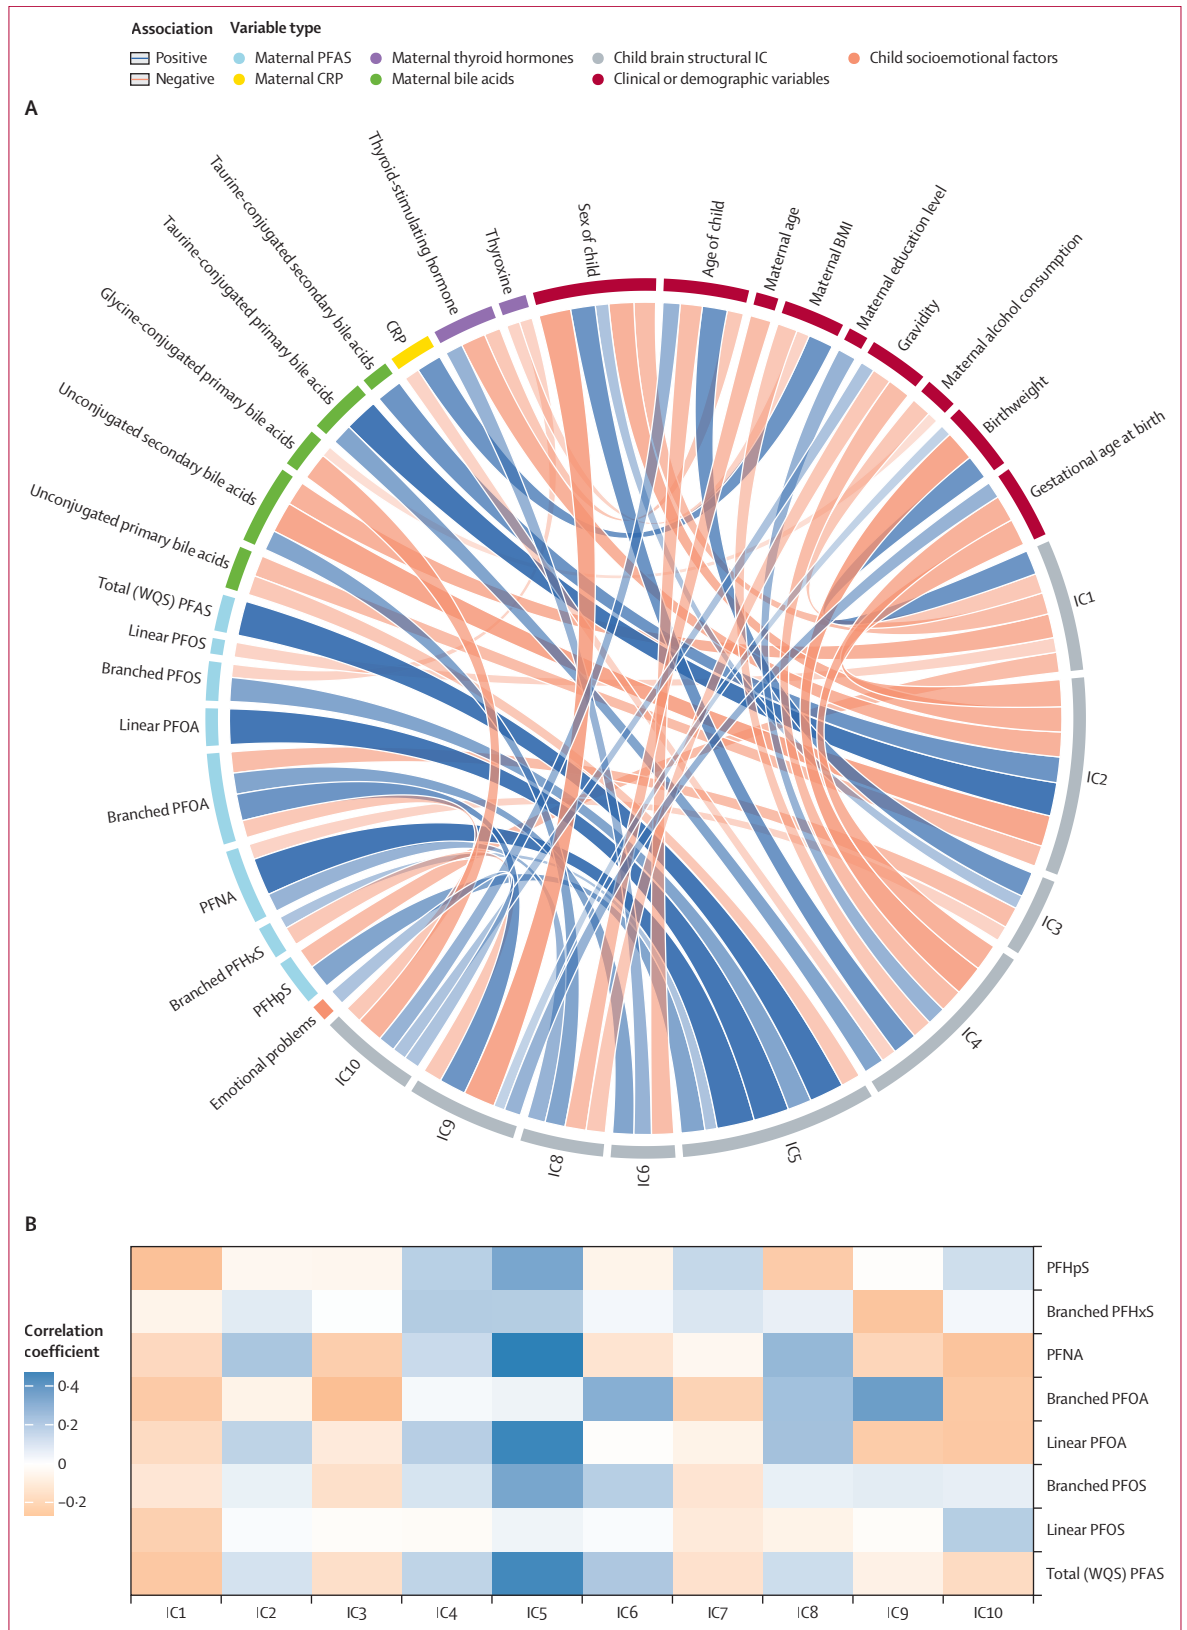 Association
Variable type
Positive
Maternal PFAS
Maternal thyroid hormones
Child brain structural IC
Child socioemotional factors
Negative
Maternal CRP
Maternal bile acids
Clinical or demographic variables
A
Emotional problems
PFHpS
Branched PFHxS
PFNA
Branched PFOA
Linear PFOA
Branched PFOS
Linear PFOS
Total (WQS) PFAS
Unconjugated primary bile acids
Unconjugated secondary bile acids
Glycine-conjugated primary bile acids
Taurine-conjugated primary bile acids
Taurine-conjugated secondary bile acids
CRP
Thyroid-stimulating hormone
Thyroxine
Sex of child
Age of child
Maternal age
Maternal BMI
Maternal education level
Gravidity
Maternal alcohol consumption
Birthweight
Gestational age at birth
IC1
IC2
IC3
IC4
IC5
IC6
IC8
IC9
IC10
B
Correlation
coefficient
0·4
0·2
0
–0·2
PFHpS
Branched PFHxS
PFNA
Branched PFOA
Linear PFOA
Branched PFOS
Linear PFOS
Total (WQS) PFAS
IC1
IC2
IC3
IC4
IC5
IC6
IC7
IC8
IC9
IC10